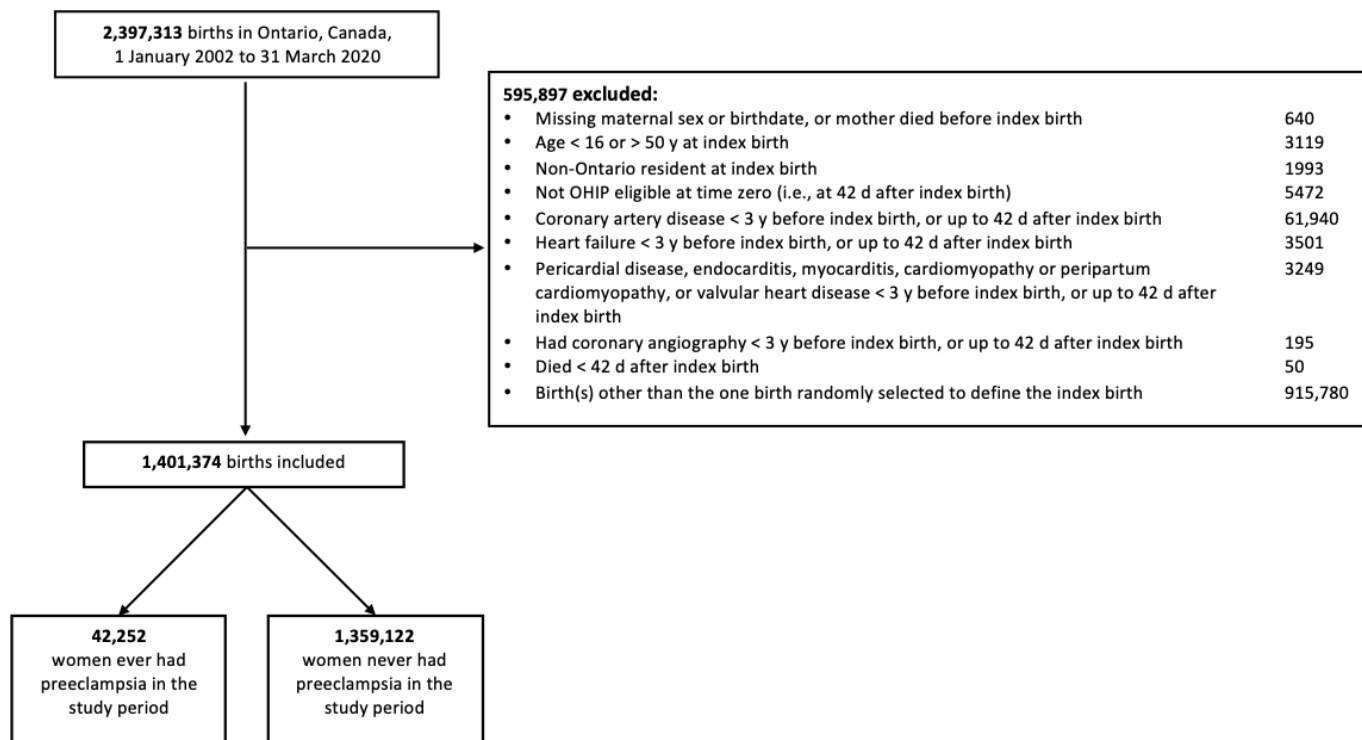 2,397,313 births in Ontario, Canada,
1 January 2002 to 31 March 2020
595,897 excluded:
• Missing maternal sex or birthdate, or mother died before index birth 640
• Age < 16 or > 50 y at index birth 3119
• Non-Ontario resident at index birth 1993
• Not OHIP eligible at time zero (i.e., at 42 d after index birth) 5472
• Coronary artery disease < 3 y before index birth, or up to 42 d after index birth 61,940
• Heart failure < 3 y before index birth, or up to 42 d after index birth 3501
• Pericardial disease, endocarditis, myocarditis, cardiomyopathy or peripartum 3249
cardiomyopathy, or valvular heart disease < 3 y before index birth, or up to 42 d after
index birth
• Had coronary angiography < 3 y before index birth, or up to 42 d after index birth 195
• Died < 42 d after index birth 50
• Birth(s) other than the one birth randomly selected to define the index birth 915,780
1,401,374 births included
42,252
women ever had
preeclampsia in the
study period
1,359,122
women never had
preeclampsia in the
study period